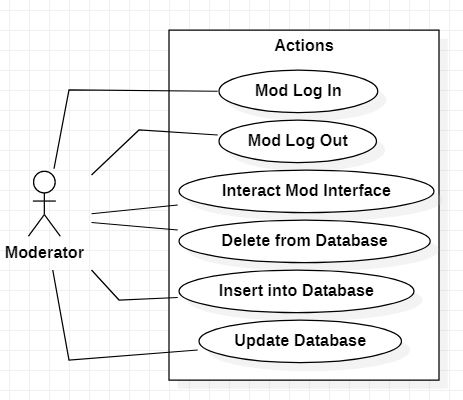 Actions
Mod Log In
Mod Log Out
Interact Mod Interface
Delete from Database
Moderator
Insert into Database
Update Database